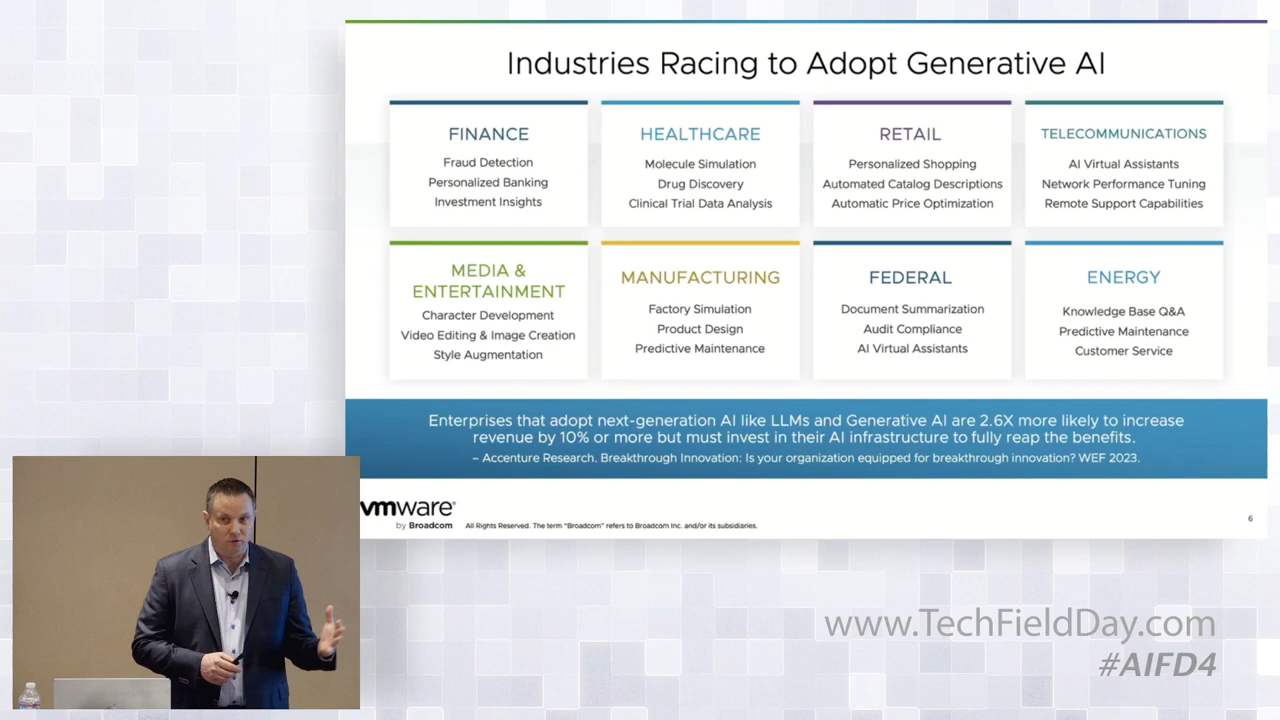 Industries Racing to Adopt Generative AI
FINANCE
Fraud Detection
Personalized Banking
Investment Insights
HEALTHCARE
Molecule Simulation
Drug Discovery
Clinical Trial Data Analysis
RETAIL
Personalized Shopping
Automated Catalog Descriptions
Automatic Price Optimization
TELECOMMUNICATIONS
AI Virtual Assistants
Network Performance Tuning
Remote Support Capabilities
MEDIA &
ENTERTAINMENT
Character Development
Video Editing & Image Creation
Style Augmentation
MANUFACTURING
Factory Simulation
Product Design
Predictive Maintenance
FEDERAL
Document Summarization
Audit Compliance
AI Virtual Assistants
ENERGY
Knowledge Base Q&A
Predictive Maintenance
Customer Service
Enterprises that adopt next-generation AI like LLMs and Generative AI are 2.6X more likely to increase
revenue by 10% or more but must invest in their AI infrastructure to fully reap the benefits.
– Accenture Research. Breakthrough Innovation: Is your organization equipped for breakthrough innovation? WEF 2023.
vmware®
by Broadcom
All Rights Reserved. The term “Broadcom” refers to Broadcom Inc. and/or its subsidiaries.
6
www.TechFieldDay.com
#AIFD4